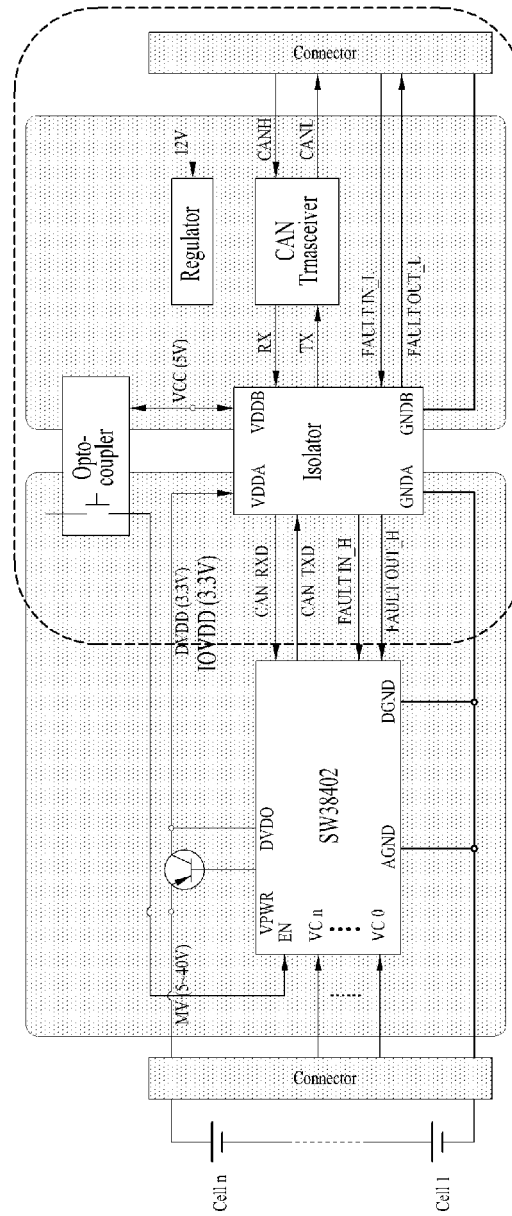 Cell n
Cell 1
Connector
MV (5~40V)
VPWR
EN
VC n
VC 0
DVDO
SW38402
AGND
DGND
DVDD (3.3V)
IOVDD (3.3V)
CAN_RXD
CAN_TXD
FAULT IN_H
FAULT OUT_H
Opto-
coupler
VCC (5V)
VDDA
VDDB
Isolator
GNDA
GNDB
RX
TX
FAULT IN_L
FAULT OUT_L
Regulator
12V
CAN
Trnasceiver
CANH
CANL
Connector